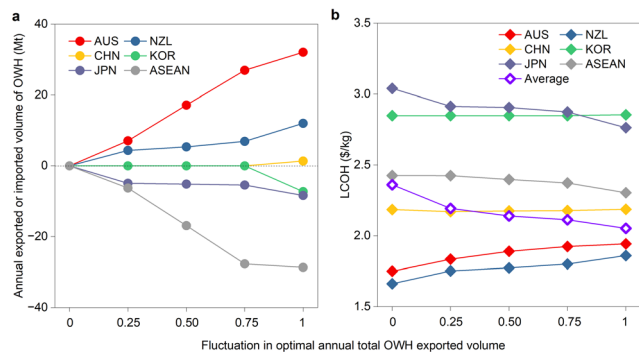 a
Annual exported or imported volume of OWH (Mt)
40
20
0
−20
−40
AUS NZL
CHN KOR
JPN ASEAN
0 0.25 0.50 0.75 1
b
LCOH ($/kg)
3.5
3.0
2.5
2.0
1.5
AUS NZL
CHN KOR
JPN ASEAN
Average
0 0.25 0.50 0.75 1
Fluctuation in optimal annual total OWH exported volume